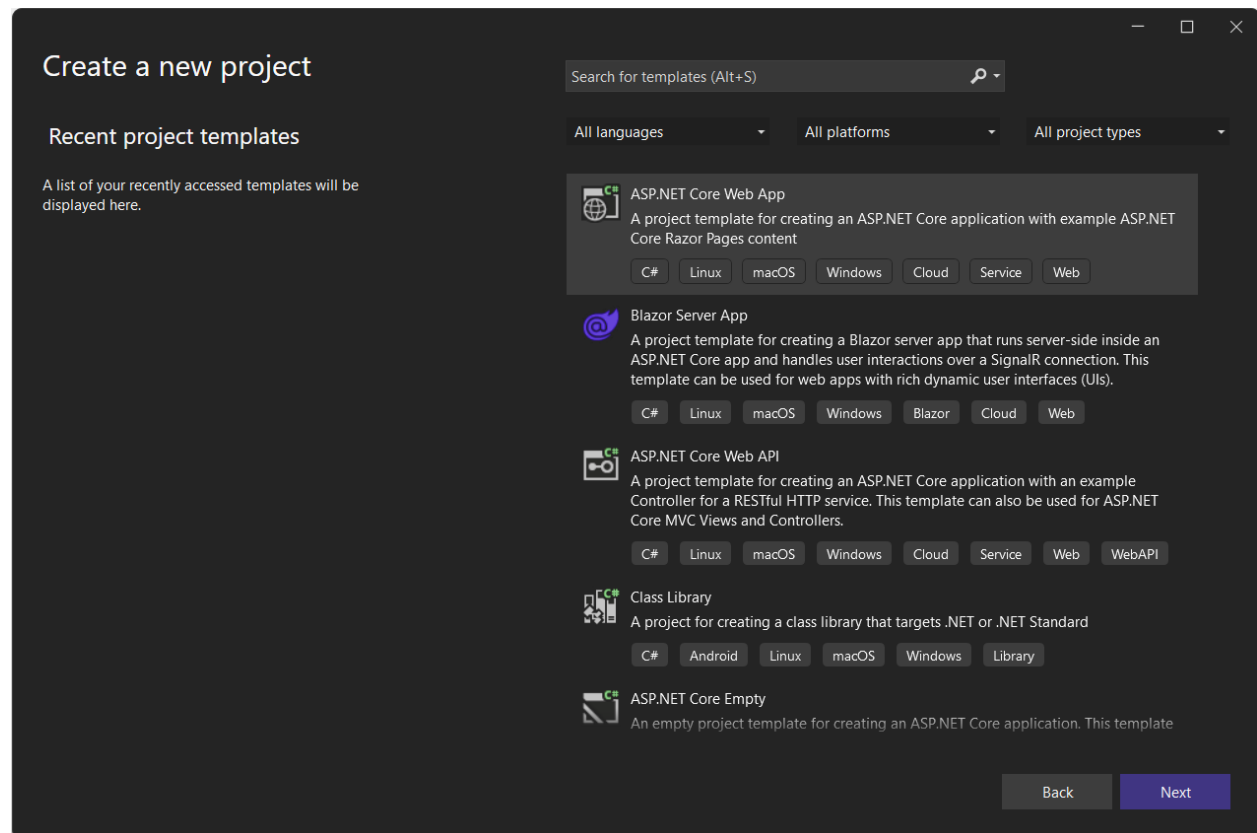 Create a new project
Search for templates (Alt+S)
Recent project templates
All languages
All platforms
All project types
A list of your recently accessed templates will be
displayed here.
C#
ASP.NET Core Web App
A project template for creating an ASP.NET Core application with example ASP.NET
Core Razor Pages content
C# Linux macOS Windows Cloud Service Web
Blazor Server App
A project template for creating a Blazor server app that runs server-side inside an
ASP.NET Core app and handles user interactions over a SignalR connection. This
template can be used for web apps with rich dynamic user interfaces (UIs).
C# Linux macOS Windows Blazor Cloud Web
C#
ASP.NET Core Web API
A project template for creating an ASP.NET Core application with an example
Controller for a RESTful HTTP service. This template can also be used for ASP.NET
Core MVC Views and Controllers.
C# Linux macOS Windows Cloud Service Web WebAPI
C#
Class Library
A project for creating a class library that targets .NET or .NET Standard
C# Android Linux macOS Windows Library
C#
ASP.NET Core Empty
An empty project template for creating an ASP.NET Core application. This template
Back
Next